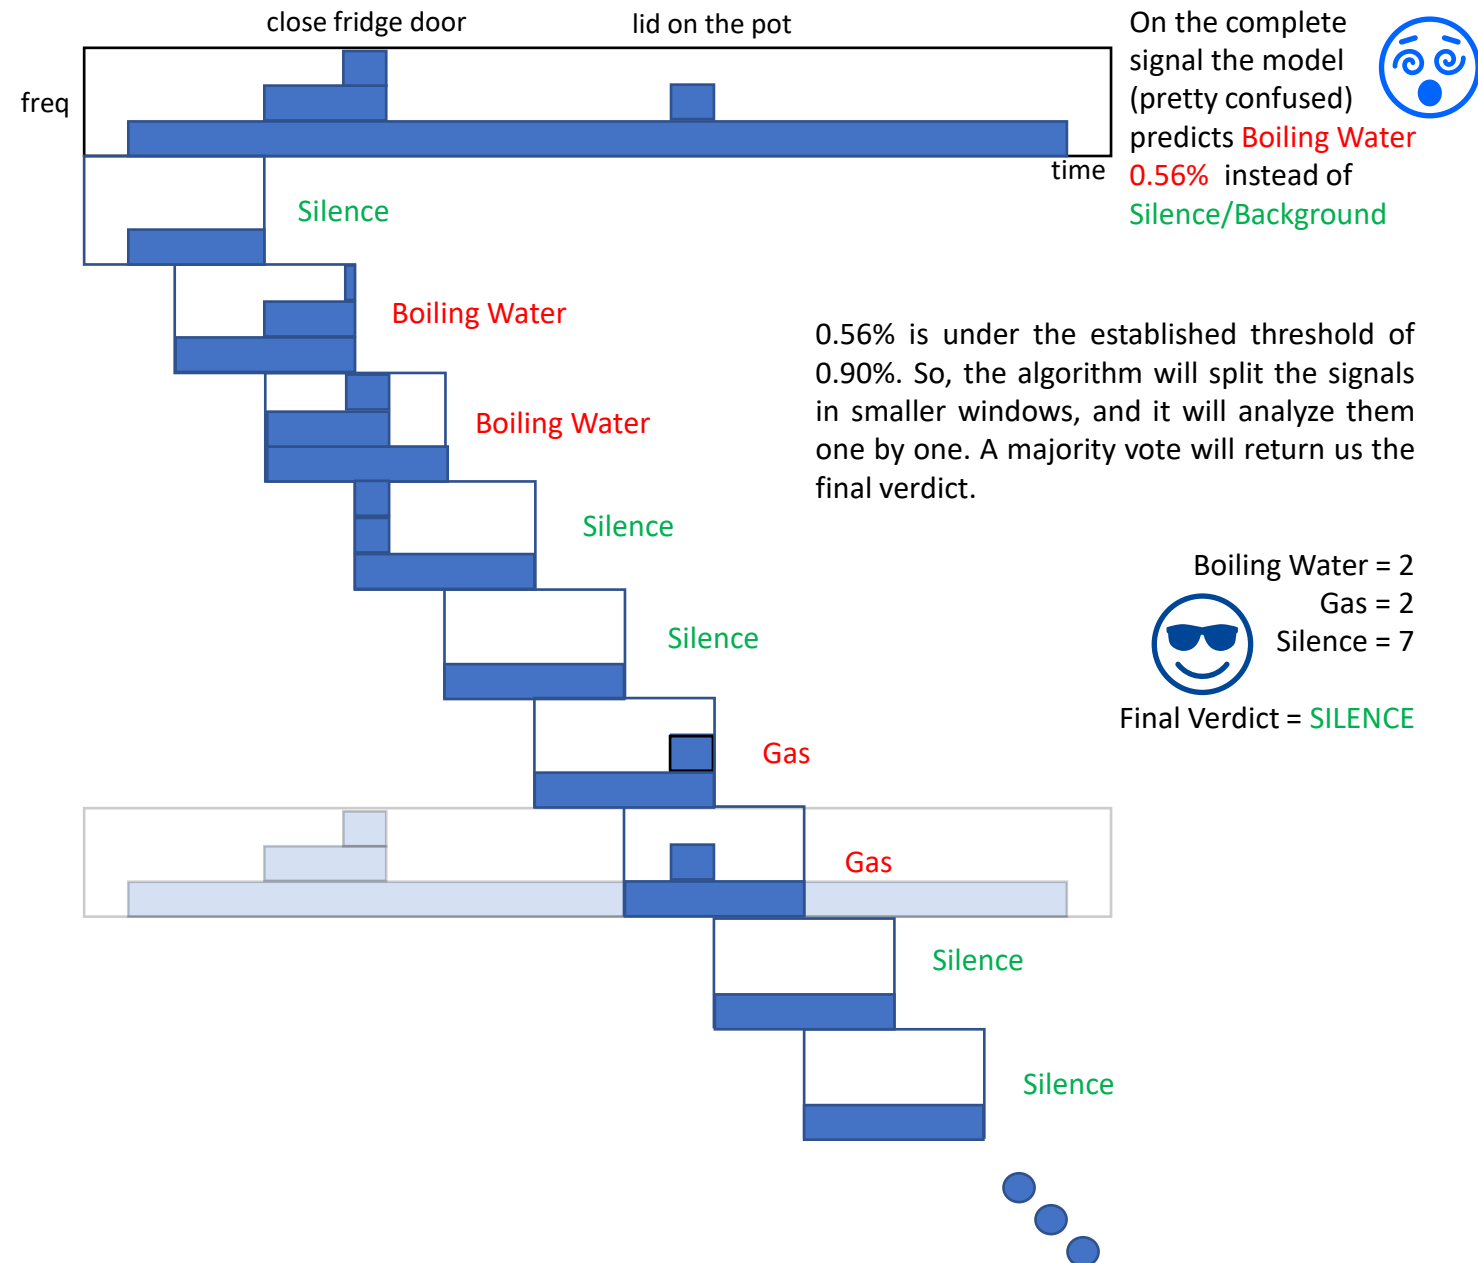 close fridge door
lid on the pot
freq
time
On the complete
signal the model
(pretty confused)
predicts Boiling Water
0.56% instead of
Silence/Background
Silence
Boiling Water
0.56% is under the established threshold of
0.90%. So, the algorithm will split the signals
in smaller windows, and it will analyze them
one by one. A majority vote will return us the
final verdict.
Boiling Water
Silence
Boiling Water = 2
Gas = 2
Silence = 7
Silence
Final Verdict = SILENCE
Gas
Gas
Silence
Silence